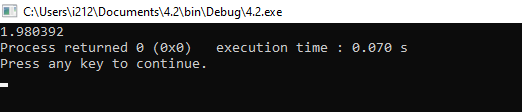 C:\Users\i212\Documents\4.2\bin\Debug\4.2.exe
1.980392
Process returned 0 (0x0)   execution time : 0.070 s
Press any key to continue.